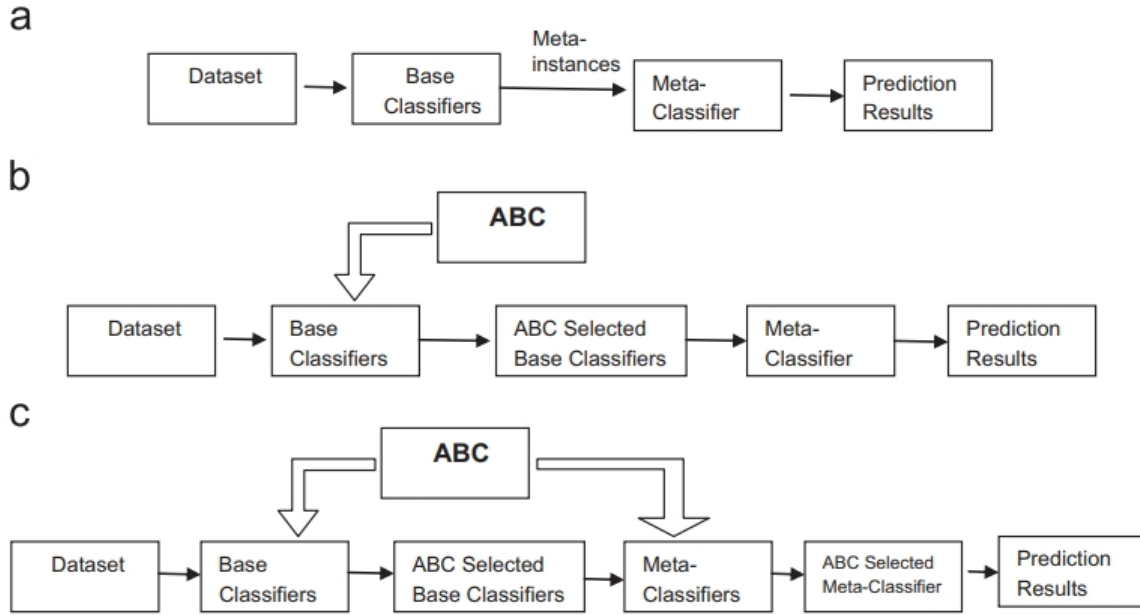 a
Meta-
instances
Dataset
Base
Classifiers
Meta-
Classifier
Prediction
Results
b
ABC
Dataset
Base
Classifiers
ABC Selected
Base Classifiers
Meta-
Classifier
Prediction
Results
c
ABC
Dataset
Base
Classifiers
ABC Selected
Base Classifiers
Meta-
Classifiers
ABC Selected
Meta-Classifier
Prediction
Results